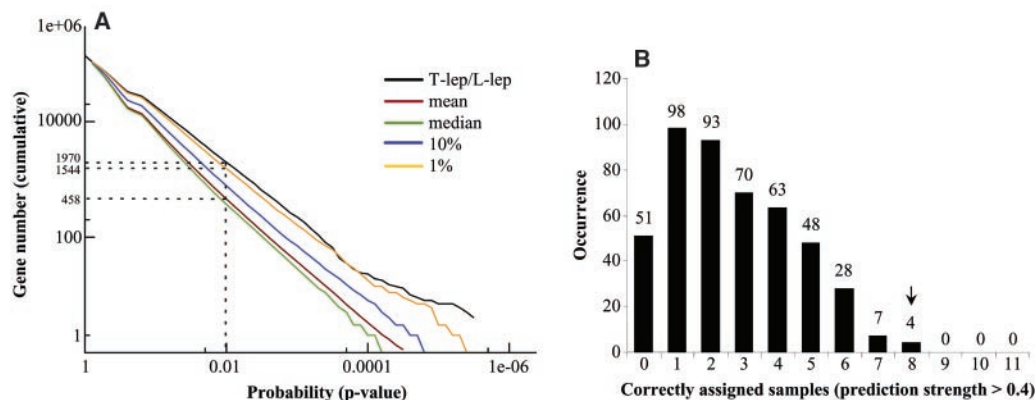 A
Gene number (cumulative)
1e+06
10000
1970
1544
458
100
1
T-lep/L-lep
mean
median
10%
1%
1 0.01 0.0001 1e-06
Probability (p-value)
B
Occurrence
120
100
80
60
40
20
0
51 98 93 70 63 48 28 7 4 0 0 0
0 1 2 3 4 5 6 7 8 9 10 11
Correctly assigned samples (prediction strength > 0.4)